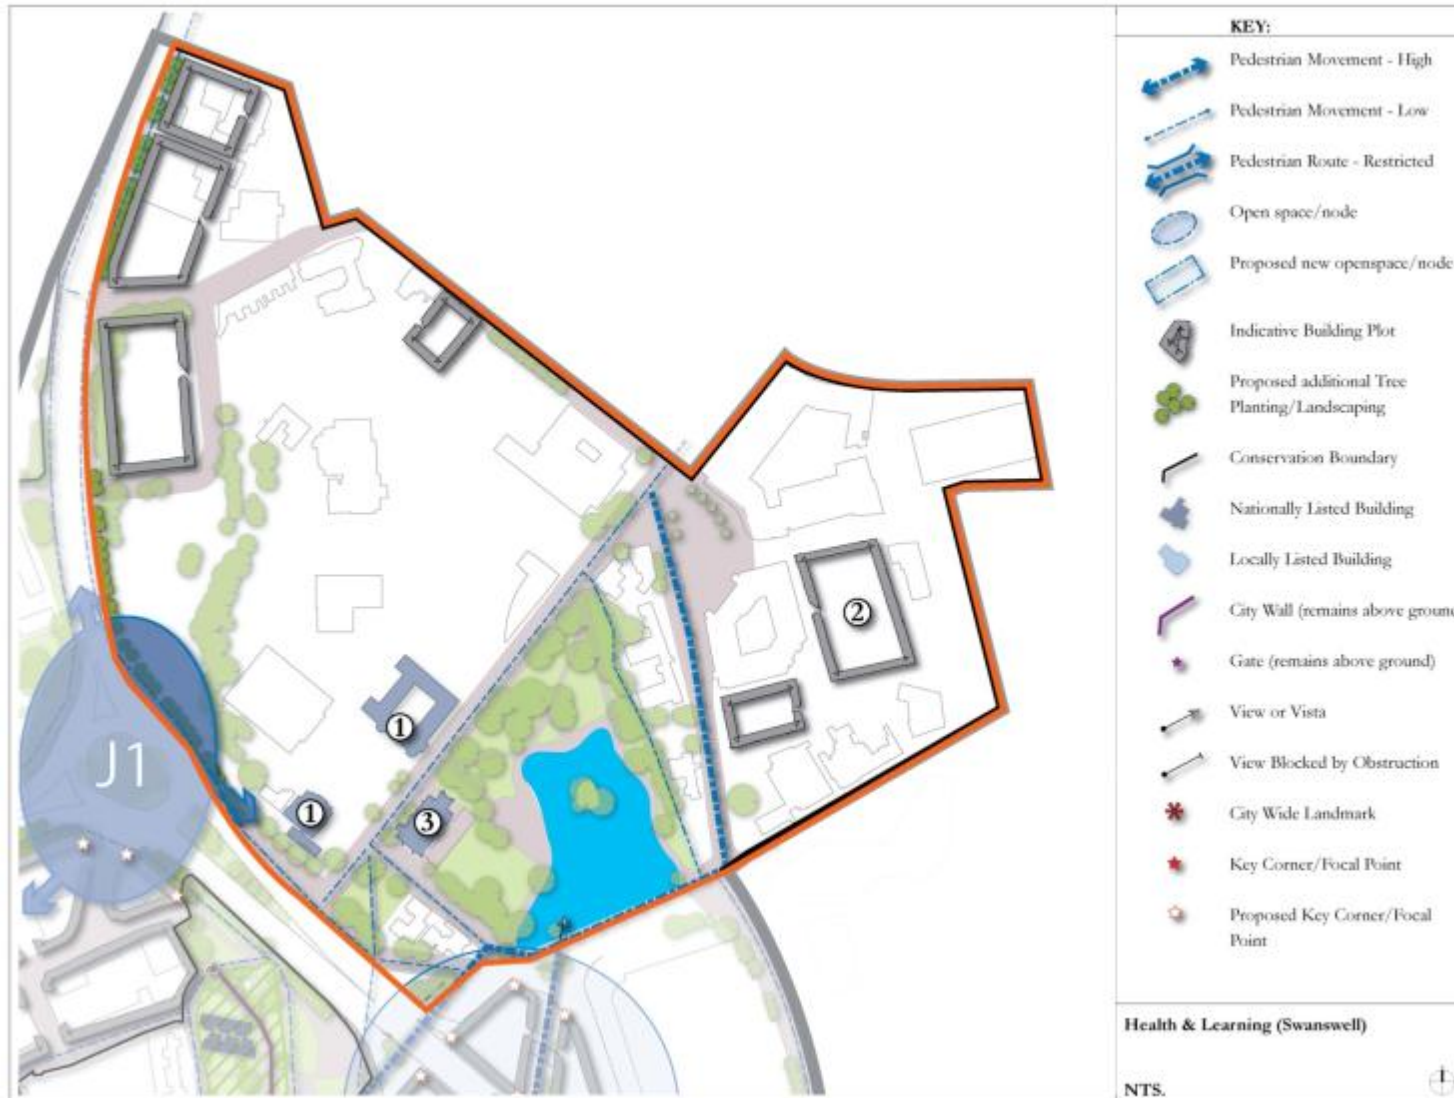 KEY:
Pedestrian Movement - High
Pedestrian Movement - Low
Pedestrian Route - Restricted
Open space/node
Proposed new openspace/node
Indicative Building Plot
Proposed additional Tree
Planting/Landscaping
Conservation Boundary
Nationally Listed Building
Locally Listed Building
City Wall (remains above ground
Gate (remains above ground)
View or Vista
View Blocked by Obstruction
City Wide Landmark
Key Corner/Focal Point
Proposed Key Corner/Focal
Point
Health & Learning (Swanswell)
NTS.
2
1
J1
1
3